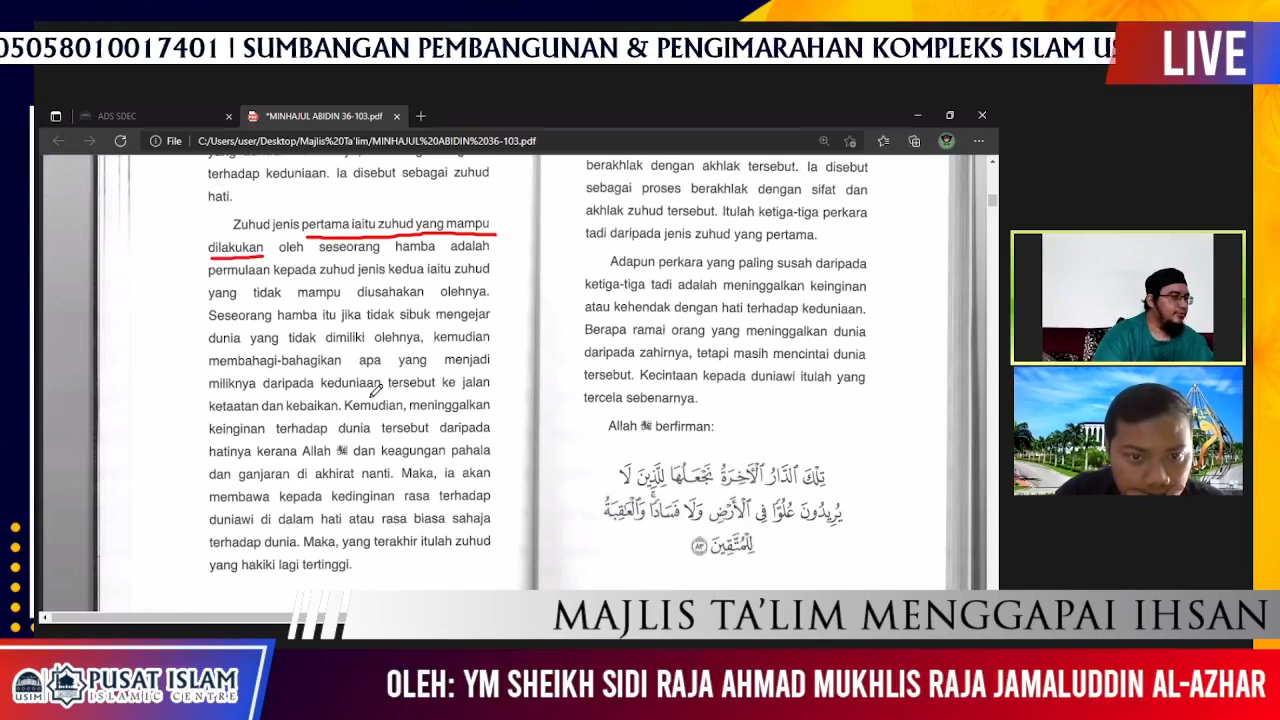 05058010017401 | SUMBANGAN PEMBANGUNAN & PENGIMARAHAN KOMPLEKS ISLAM
LIVE
ADS SDEC
*MINHAJUL ABIDIN 36-103.pdf
File
C:/Users/user/Desktop/Majlis%20Ta'lim/MINHAJUL%20ABIDIN%2036-103.pdf
terhadap keduniaan. Ia disebut sebagai zuhud
hati.
Zuhud jenis pertama iaitu zuhud yang mampu
dilakukan oleh seseorang hamba adalah
permulaan kepada zuhud jenis kedua iaitu zuhud
yang tidak mampu diusahakan olehnya.
Seseorang hamba itu jika tidak sibuk mengejar
dunia yang tidak dimiliki olehnya, kemudian
membahagi-bahagikan apa yang menjadi
miliknya daripada keduniaan tersebut ke jalan
ketaatan dan kebaikan. Kemudian, meninggalkan
keinginan terhadap dunia tersebut daripada
hatinya kerana Allah ﷻ dan keagungan pahala
dan ganjaran di akhirat nanti. Maka, ia akan
membawa kepada kedinginan rasa terhadap
duniawi di dalam hati atau rasa biasa sahaja
terhadap dunia. Maka, yang terakhir itulah zuhud
yang hakiki lagi tertinggi.
berakhlak dengan akhlak tersebut. Ia disebut
sebagai proses berakhlak dengan sifat dan
akhlak zuhud tersebut. Itulah ketiga-tiga perkara
tadi daripada jenis zuhud yang pertama.
Adapun perkara yang paling susah daripada
ketiga-tiga tadi adalah meninggalkan keinginan
atau kehendak dengan hati terhadap keduniaan.
Berapa ramai orang yang meninggalkan dunia
daripada zahirnya, tetapi masih mencintai dunia
tersebut. Kecintaan kepada duniawi itulah yang
tercela sebenarnya.
Allah ﷻ berfirman:
تِلْكَ ٱلدَّارُ ٱلْـَٔاخِرَةُ نَجْعَلُهَا لِلَّذِينَ لَا
يُرِيدُونَ عُلُوًّا فِى ٱلْأَرْضِ وَلَا فَسَادًا ۚ وَٱلْعَـٰقِبَةُ
لِلْمُتَّقِينَ ٨٣
MAJLIS TA'LIM MENGGAPAI IHSAN
USIM
PUSAT ISLAM
ISLAMIC CENTRE
OLEH: YM SHEIKH SIDI RAJA AHMAD MUKHLIS RAJA JAMALUDDIN AL-AZHAR